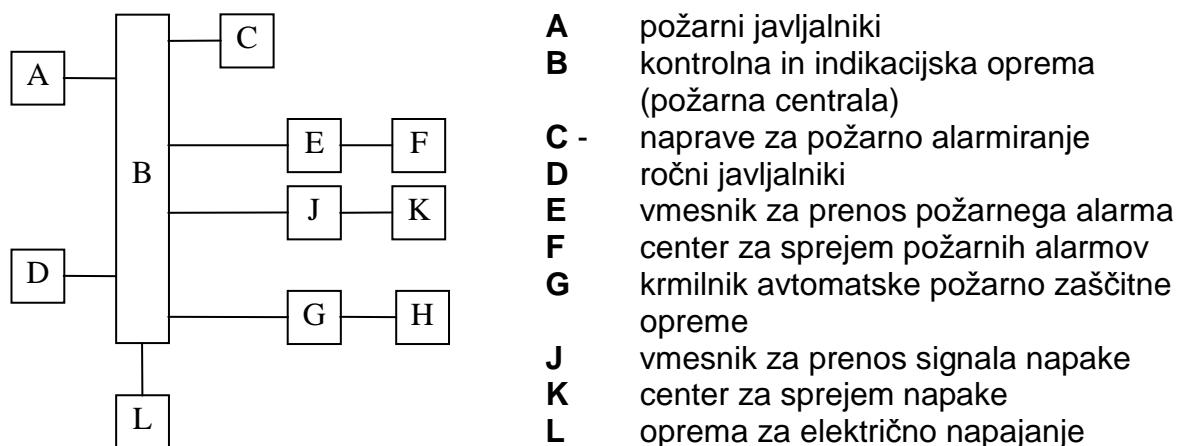 A
B
C
D
E
F
J
K
G
H
L
A požarni javljalniki
B kontrolna in indikacijska oprema
(požarna centrala)
C - naprave za požarno alarmiranje
D ročni javljalniki
E vmesnik za prenos požarnega alarma
F center za sprejem požarnih alarmov
G krmilnik avtomatske požarno zaščitne
opreme
J vmesnik za prenos signala napake
K center za sprejem napake
L oprema za električno napajanje